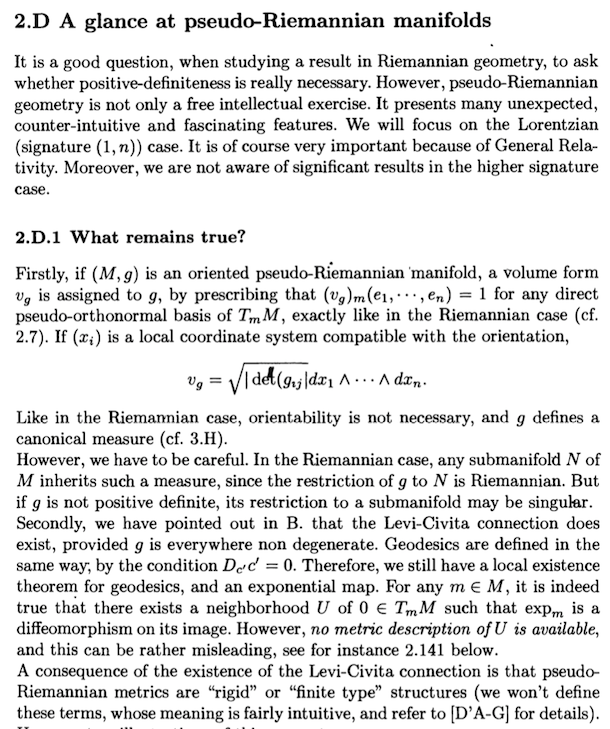 2.D A glance at pseudo-Riemannian manifolds
It is a good question, when studying a result in Riemannian geometry, to ask
whether positive-definiteness is really necessary. However, pseudo-Riemannian
geometry is not only a free intellectual exercise. It presents many unexpected,
counter-intuitive and fascinating features. We will focus on the Lorentzian
(signature (1, n)) case. It is of course very important because of General Rela-
tivity. Moreover, we are not aware of significant results in the higher signature
case.
2.D.1 What remains true?
Firstly, if (M, g) is an oriented pseudo-Riemannian manifold, a volume form
v_g is assigned to g, by prescribing that (v_g)_m(e_1, ···, e_n) = 1 for any direct
pseudo-orthonormal basis of T_mM, exactly like in the Riemannian case (cf.
2.7). If (x_i) is a local coordinate system compatible with the orientation,
v_g = √|det(g_ij|dx_1 ∧ ··· ∧ dx_n.
Like in the Riemannian case, orientability is not necessary, and g defines a
canonical measure (cf. 3.H).
However, we have to be careful. In the Riemannian case, any submanifold N of
M inherits such a measure, since the restriction of g to N is Riemannian. But
if g is not positive definite, its restriction to a submanifold may be singular.
Secondly, we have pointed out in B. that the Levi-Civita connection does
exist, provided g is everywhere non degenerate. Geodesics are defined in the
same way, by the condition D_c'c' = 0. Therefore, we still have a local existence
theorem for geodesics, and an exponential map. For any m ∈ M, it is indeed
true that there exists a neighborhood U of 0 ∈ T_mM such that exp_m is a
diffeomorphism on its image. However, no metric description of U is available,
and this can be rather misleading, see for instance 2.141 below.
A consequence of the existence of the Levi-Civita connection is that pseudo-
Riemannian metrics are "rigid" or "finite type" structures (we won't define
these terms, whose meaning is fairly intuitive, and refer to [D'A-G] for details).